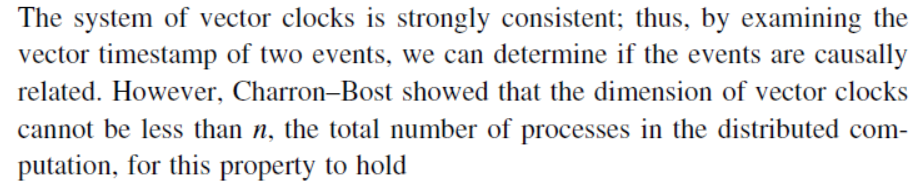 The system of vector clocks is strongly consistent; thus, by examining the
vector timestamp of two events, we can determine if the events are causally
related. However, Charron–Bost showed that the dimension of vector clocks
cannot be less than n, the total number of processes in the distributed com-
putation, for this property to hold